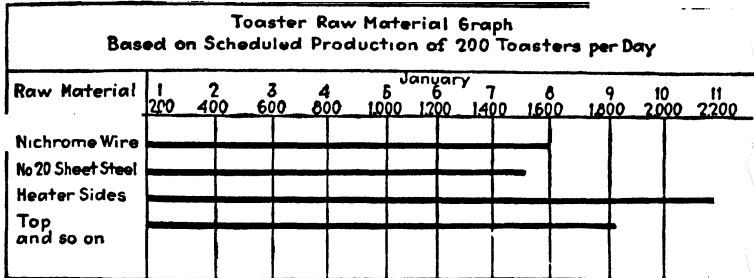 Toaster Raw Material Graph
Based on Scheduled Production of 200 Toasters per Day
January
Raw Material 1 2 3 4 5 6 7 8 9 10 11
200 400 600 800 1,000 1,200 1,400 1,600 1,800 2,000 2,200
Nichrome Wire
No 20 Sheet Steel
Heater Sides
Top
and so on